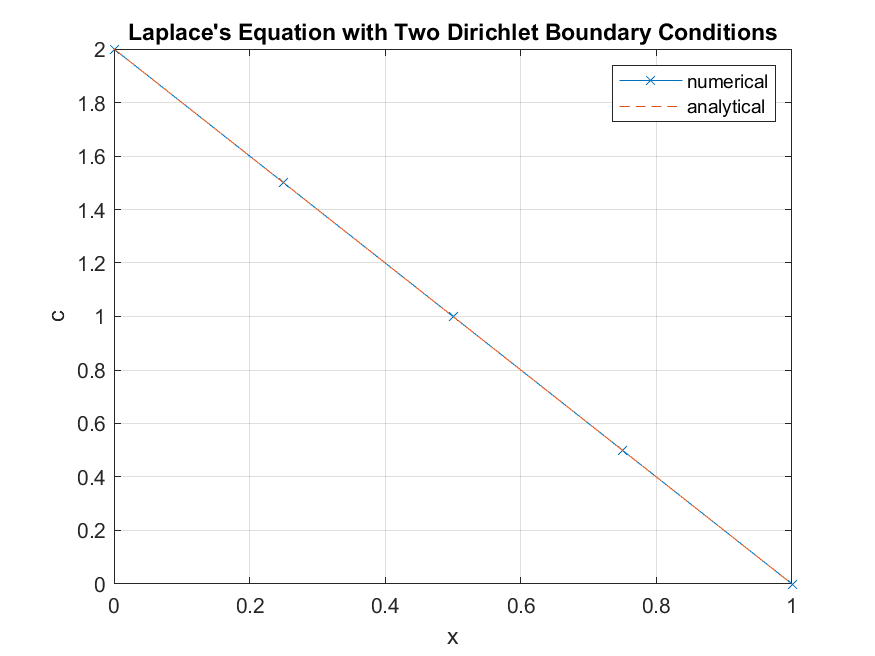 Laplace's Equation with Two Dirichlet Boundary Conditions
numerical
analytical
2
1.8
1.6
1.4
1.2
1
0.8
0.6
0.4
0.2
0
c
0 0.2 0.4 0.6 0.8 1
x